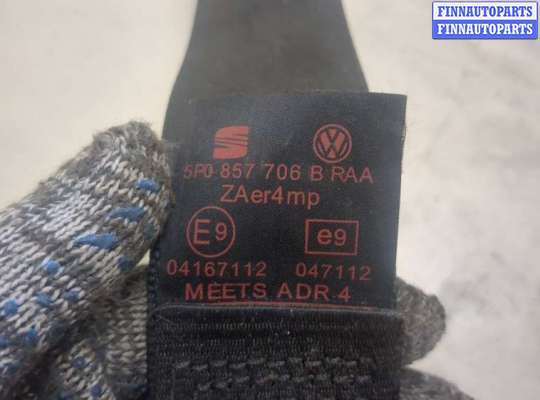 FINNAUTOPARTS
FINNAUTOPARTS
5P0 857 706 B RAA
ZAer4mp
E9 e9
04167112 047112
MEETS ADR 4